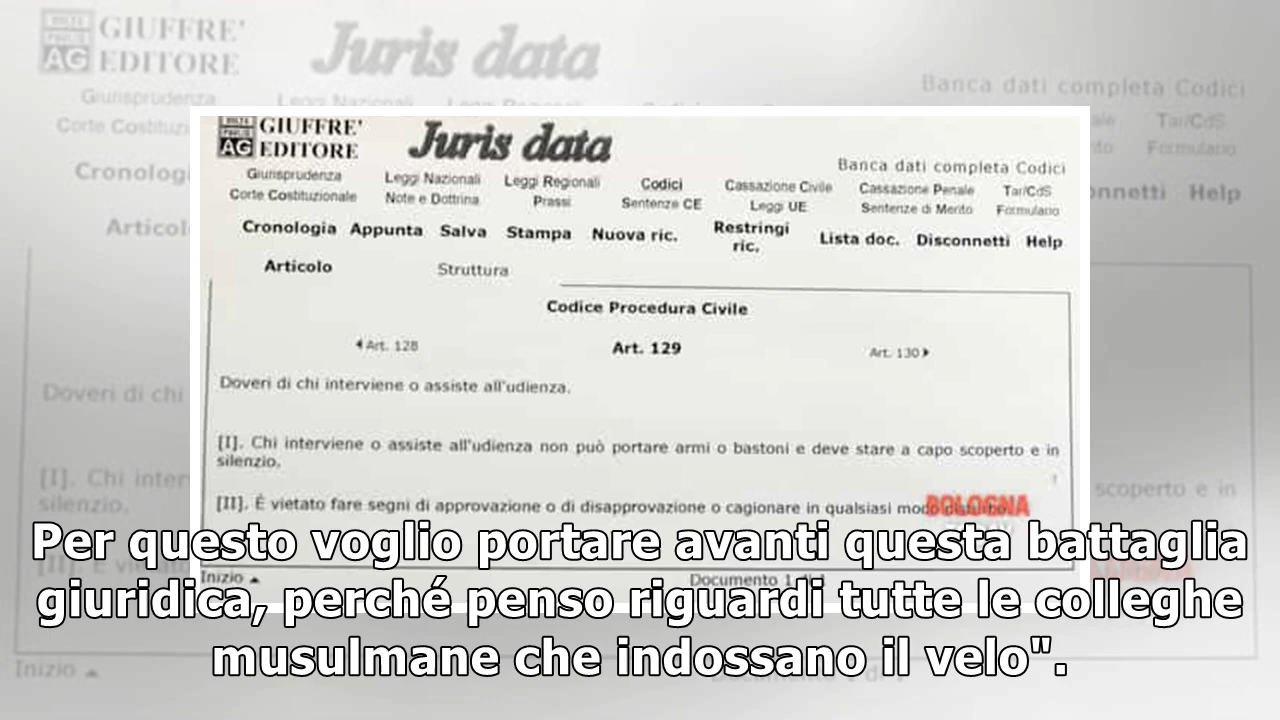 GIUFFRE'
EDITORE
AG
Juris data
Banca dati completa Codici
Giurisprudenza Leggi Nazionali Leggi Regionali Codici Cassazione Civile Cassazione Penale Tar/CdS
Corte Costituzionale Note e Dottrina Prassi Sentenze CE Leggi UE Sentenze di Merito Formulario
Cronologia Appunta Salva Stampa Nuova ric. Restringi ric. Lista doc. Disconnetti Help
Articolo Struttura
Codice Procedura Civile
Art. 128 Art. 129 Art. 130
Doveri di chi interviene o assiste all'udienza.
[I]. Chi interviene o assiste all'udienza non può portare armi o bastoni e deve stare a capo scoperto e in
silenzio.
[II]. È vietato fare segni di approvazione o di disapprovazione o cagionare in qualsiasi modo
BOLOGNA
Inizio Documento 1 di 1
Per questo voglio portare avanti questa battaglia
giuridica, perché penso riguardi tutte le colleghe
musulmane che indossano il velo".